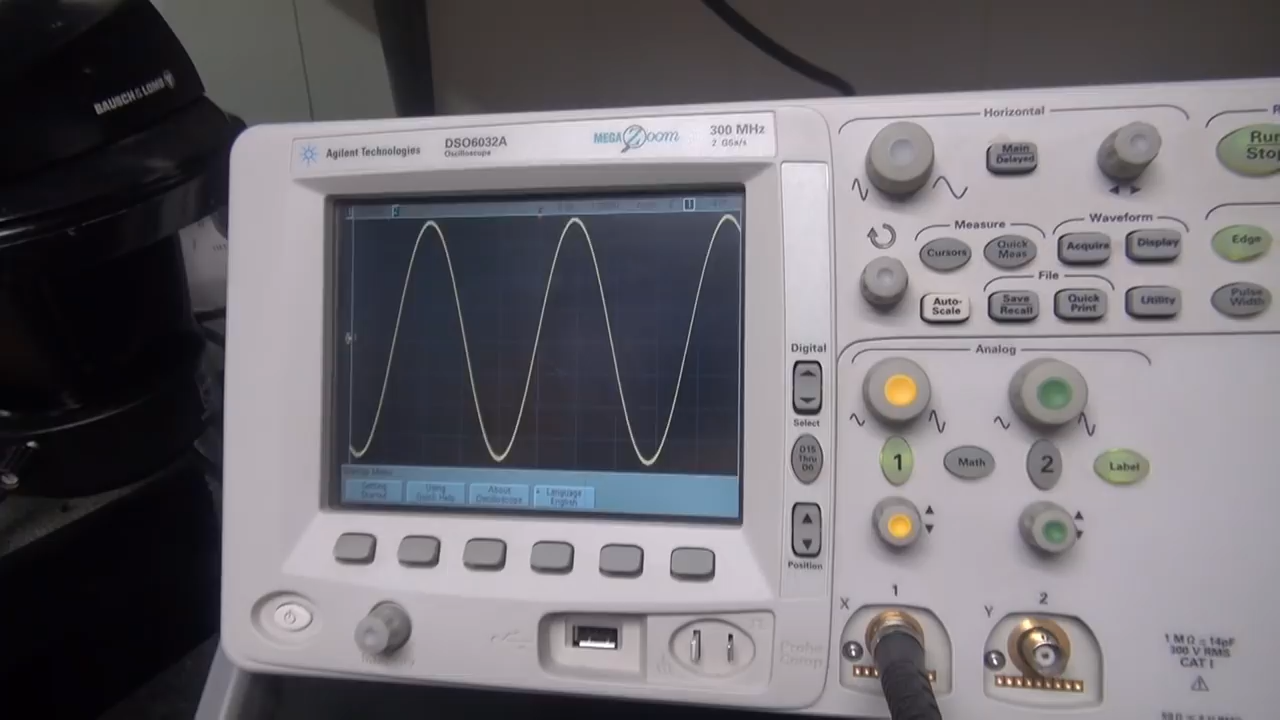 BAUSCH & LOMB
Agilent Technologies
DSO6032A
Oscilloscope
MEGA Zoom
300 MHz
2 GSa/s
Horizontal
Main
Delayed
Run
Stop
Measure
Cursors
Quick
Meas
Waveform
Acquire
Display
Edge
File
Auto-
Scale
Save
Recall
Quick
Print
Utility
Pulse
Width
Digital
Select
D15
Thru
D0
Position
Analog
1
Math
2
Label
Getting
Started
Using
Quick Help
About
Oscilloscope
Language
English
X
1
Y
2
Probe
Comp
1 MΩ ≈ 14pF
300 V RMS
CAT I